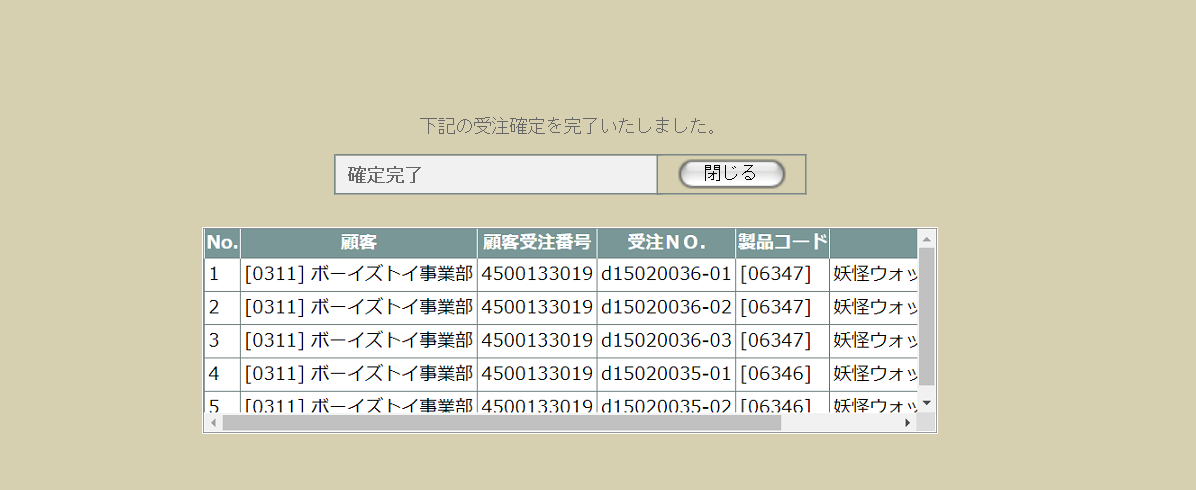 下記の受注確定を完了いたしました。
確定完了 閉じる
No. 顧客 顧客受注番号 受注ＮＯ. 製品コード
1 [0311] ボーイズトイ事業部 4500133019 d15020036-01 [06347] 妖怪ウォッ
2 [0311] ボーイズトイ事業部 4500133019 d15020036-02 [06347] 妖怪ウォッ
3 [0311] ボーイズトイ事業部 4500133019 d15020036-03 [06347] 妖怪ウォッ
4 [0311] ボーイズトイ事業部 4500133019 d15020035-01 [06346] 妖怪ウォッ
5 [0311] ボーイズトイ事業部 4500133019 d15020035-02 [06346] 妖怪ウォッ